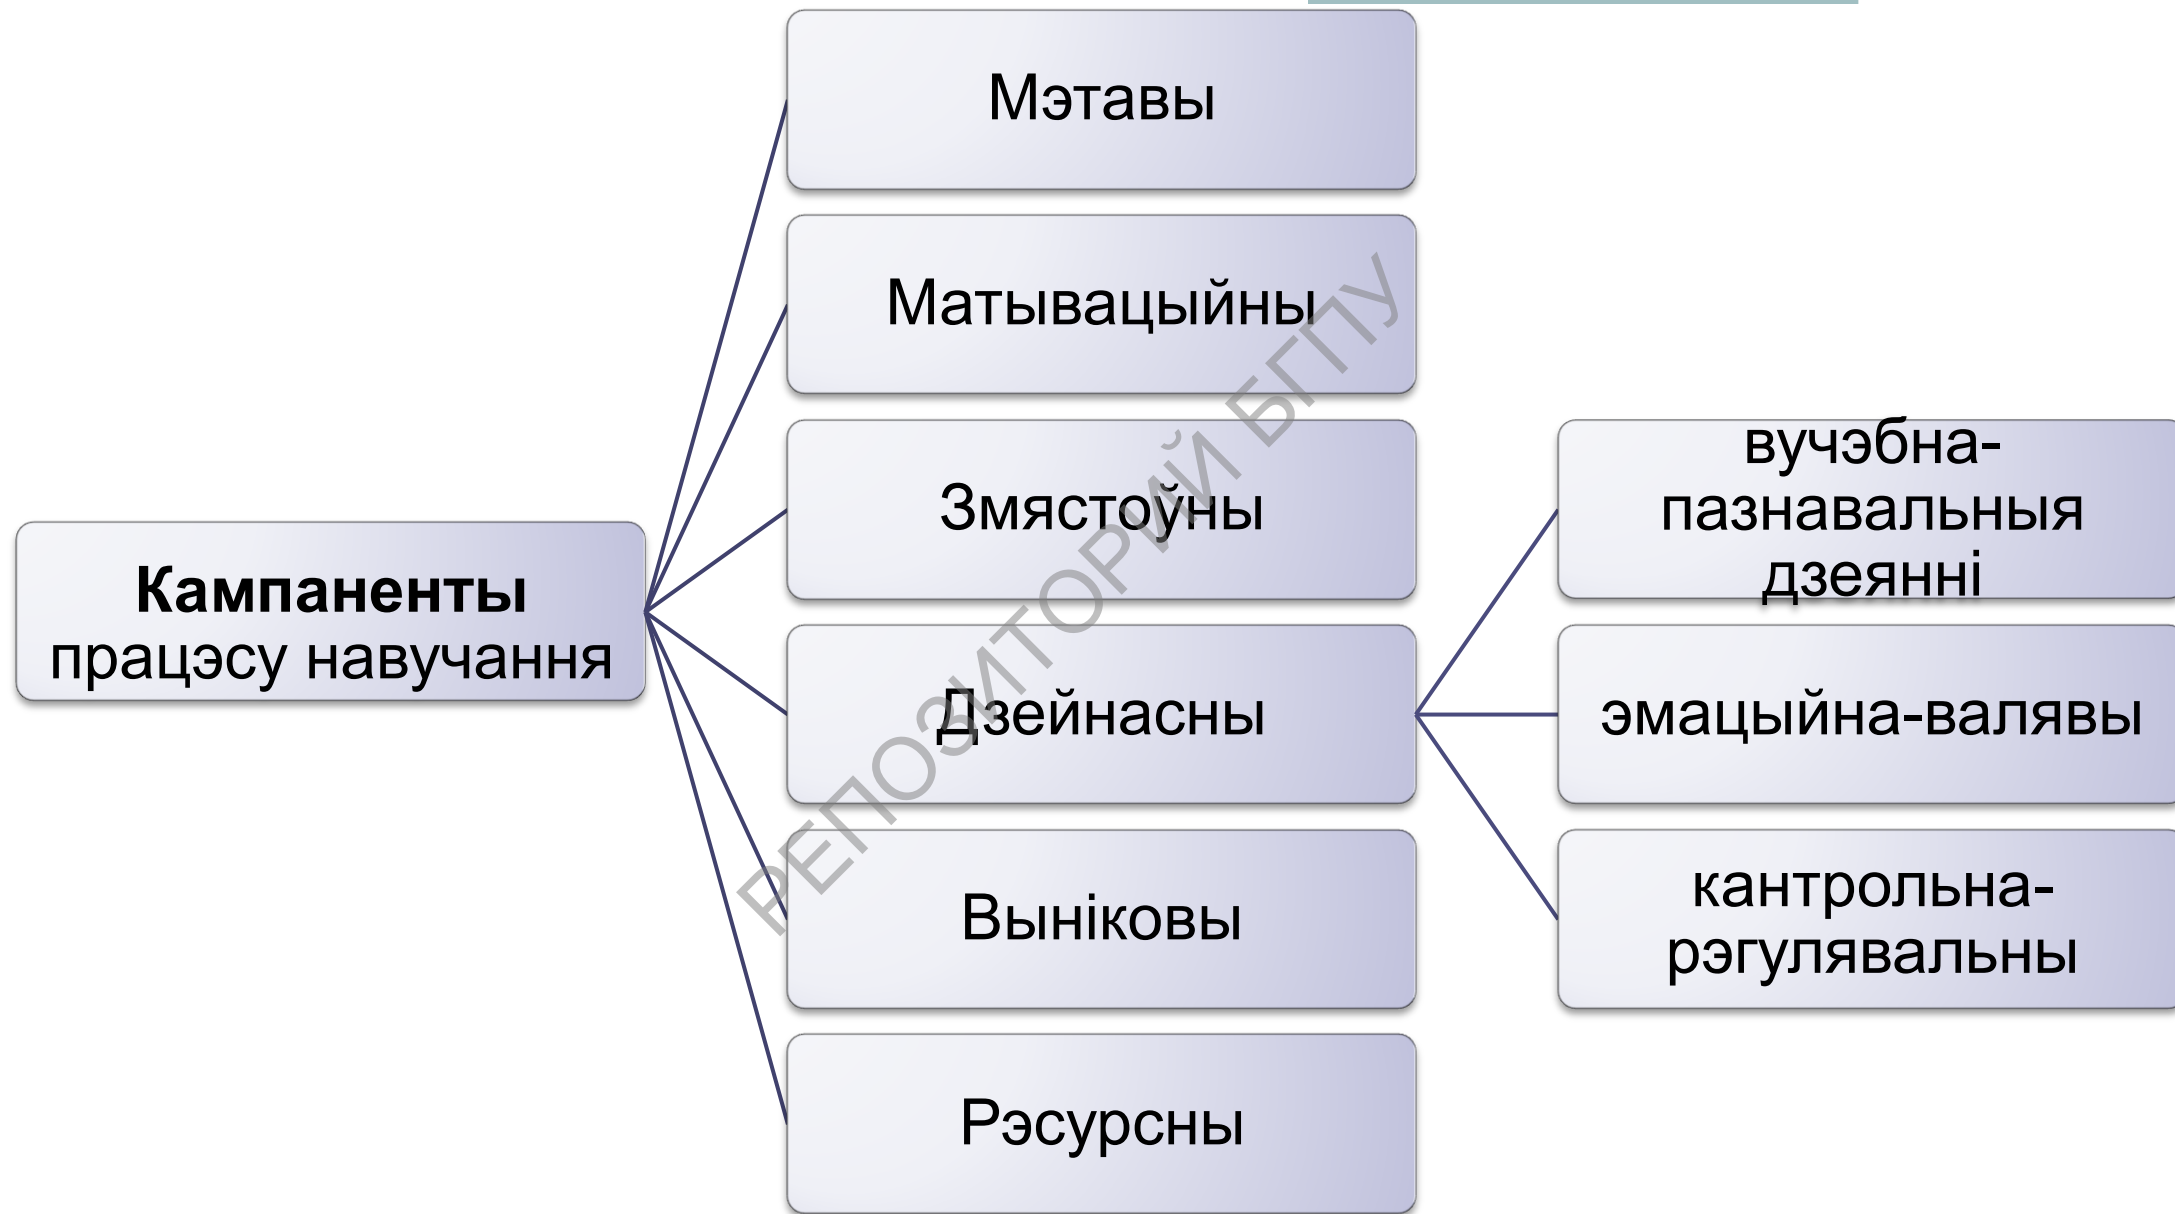 Кампаненты
працэсу навучання
Мэтавы
Матывацыйны
Змястоўны
Дзейнасны
Выніковы
Рэсурсны
вучэбна-
пазнавальныя
дзеянні
эмацыйна-валявы
кантрольна-
рэгулявальны
РЕПОЗИТОРИЙ БГПУ